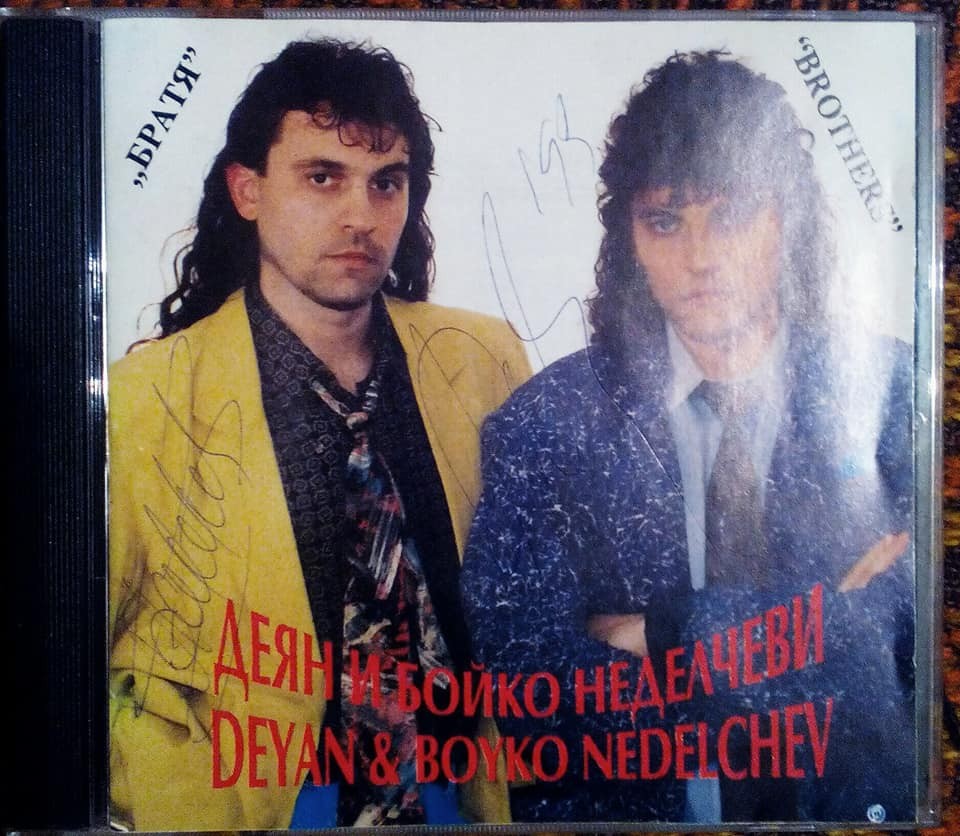 „БРАТЯ”
“BROTHERS”
ДЕЯН И БОЙКО НЕДЕЛЧЕВИ
DEYAN & BOYKO NEDELCHEV